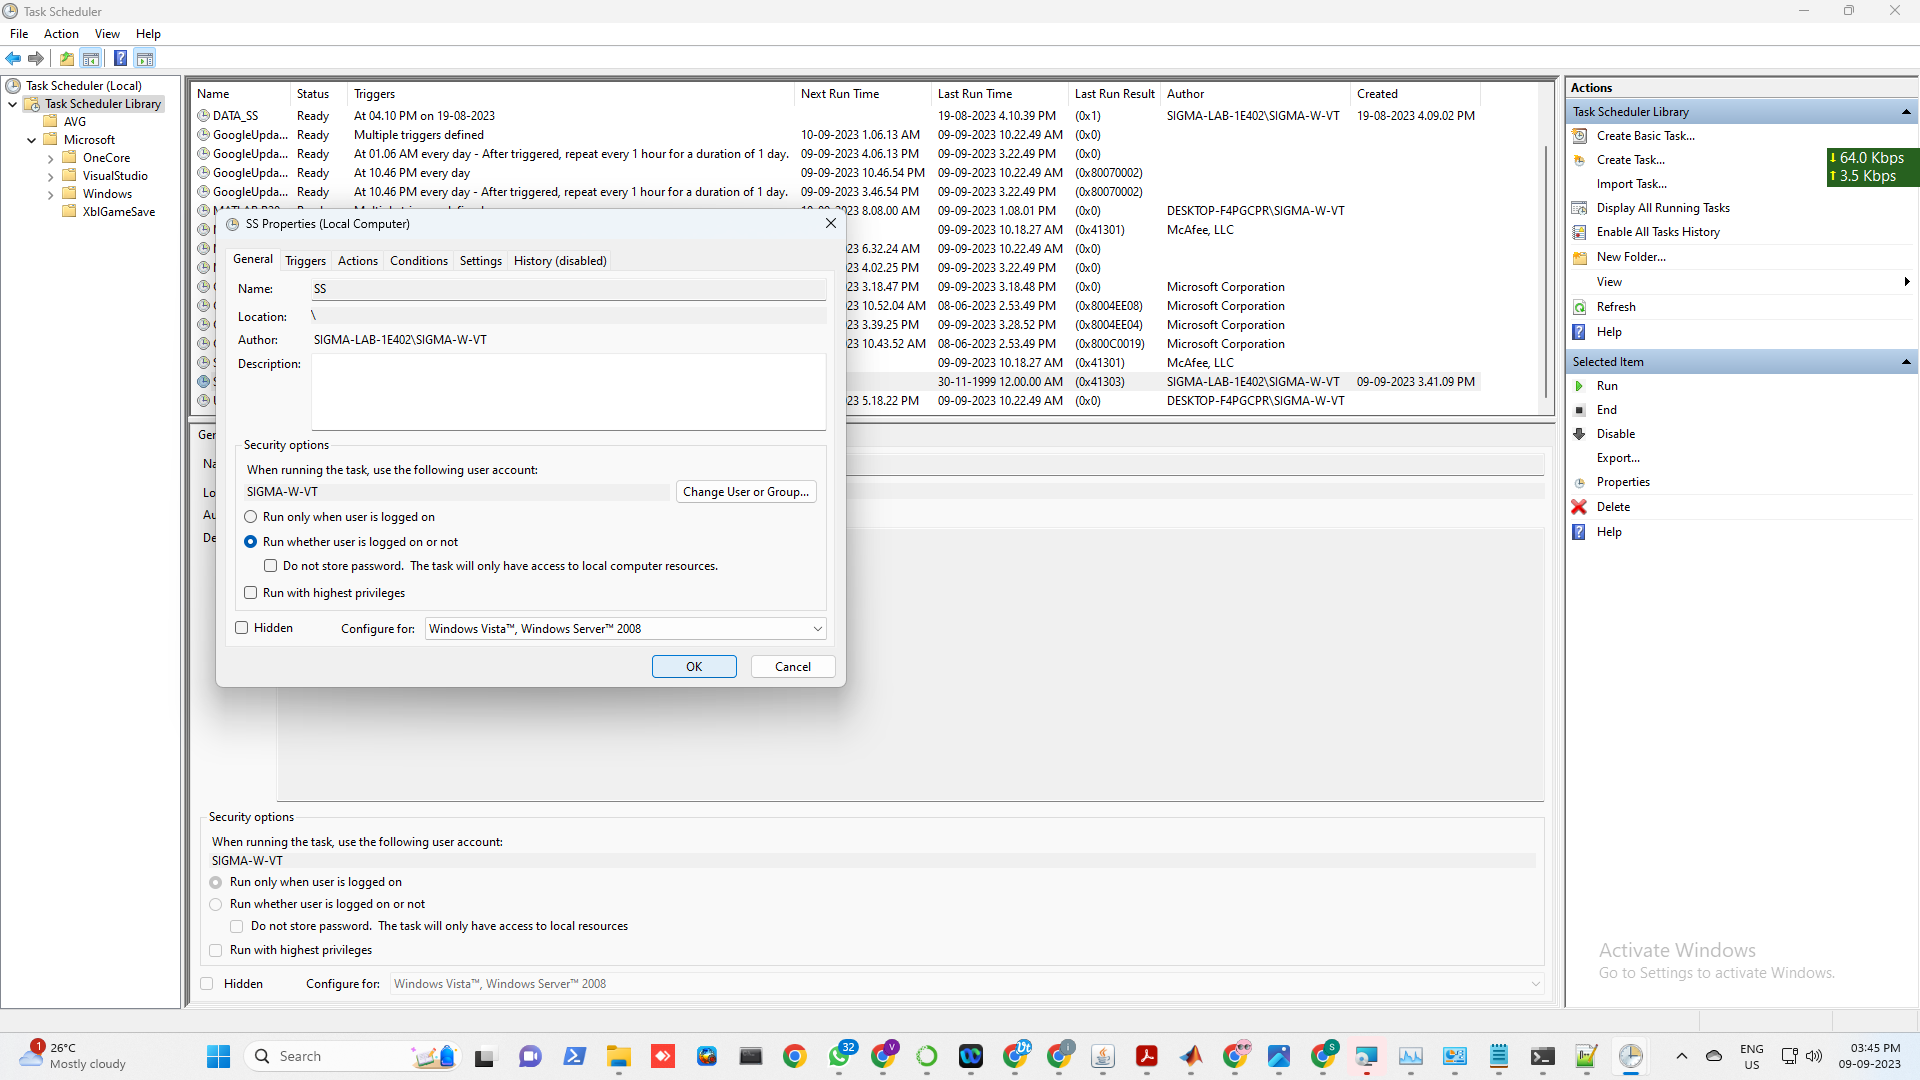 Task Scheduler
File Action View Help
Task Scheduler (Local)
Task Scheduler Library
AVG
Microsoft
OneCore
VisualStudio
Windows
XblGameSave
Name Status Triggers Next Run Time Last Run Time Last Run Result Author Created
DATA_SS Ready At 04.10 PM on 19-08-2023 19-08-2023 4.10.39 PM (0x1) SIGMA-LAB-1E402\SIGMA-W-VT 19-08-2023 4.09.02 PM
GoogleUpda... Ready Multiple triggers defined 10-09-2023 1.06.13 AM 09-09-2023 10.22.49 AM (0x0)
GoogleUpda... Ready At 01.06 AM every day - After triggered, repeat every 1 hour for a duration of 1 day. 09-09-2023 4.06.13 PM 09-09-2023 3.22.49 PM (0x0)
GoogleUpda... Ready At 10.46 PM every day 09-09-2023 10.46.54 PM 09-09-2023 10.22.49 AM (0x80070002)
GoogleUpda... Ready At 10.46 PM every day - After triggered, repeat every 1 hour for a duration of 1 day. 09-09-2023 3.46.54 PM 09-09-2023 3.22.49 PM (0x80070002)
23 8.08.00 AM 09-09-2023 1.08.01 PM (0x0) DESKTOP-F4PGCPR\SIGMA-W-VT
09-09-2023 10.18.27 AM (0x41301) McAfee, LLC
23 6.32.24 AM 09-09-2023 10.22.49 AM (0x0)
23 4.02.25 PM 09-09-2023 3.22.49 PM (0x0)
23 3.18.47 PM 09-09-2023 3.18.48 PM (0x0) Microsoft Corporation
23 10.52.04 AM 08-06-2023 2.53.49 PM (0x8004EE08) Microsoft Corporation
23 3.39.25 PM 09-09-2023 3.28.52 PM (0x8004EE04) Microsoft Corporation
23 10.43.52 AM 08-06-2023 2.53.49 PM (0x800C0019) Microsoft Corporation
09-09-2023 10.18.27 AM (0x41301) McAfee, LLC
30-11-1999 12.00.00 AM (0x41303) SIGMA-LAB-1E402\SIGMA-W-VT 09-09-2023 3.41.09 PM
23 5.18.22 PM 09-09-2023 10.22.49 AM (0x0) DESKTOP-F4PGCPR\SIGMA-W-VT
SS Properties (Local Computer)
General Triggers Actions Conditions Settings History (disabled)
Name: SS
Location: \
Author: SIGMA-LAB-1E402\SIGMA-W-VT
Description:
Security options
When running the task, use the following user account:
SIGMA-W-VT Change User or Group...
Run only when user is logged on
Run whether user is logged on or not
Do not store password. The task will only have access to local computer resources.
Run with highest privileges
Hidden Configure for: Windows Vista™, Windows Server™ 2008
OK Cancel
Ger
Na
Lo
Au
De
Security options
When running the task, use the following user account:
SIGMA-W-VT
Run only when user is logged on
Run whether user is logged on or not
Do not store password. The task will only have access to local resources
Run with highest privileges
Hidden Configure for: Windows Vista™, Windows Server™ 2008
Actions
Task Scheduler Library
Create Basic Task...
Create Task...
Import Task...
Display All Running Tasks
Enable All Tasks History
New Folder...
View
Refresh
Help
Selected Item
Run
End
Disable
Export...
Properties
Delete
Help
64.0 Kbps
3.5 Kbps
Activate Windows
Go to Settings to activate Windows.
1
26°C
Mostly cloudy
Search
32
V
ENG
US
03:45 PM
09-09-2023